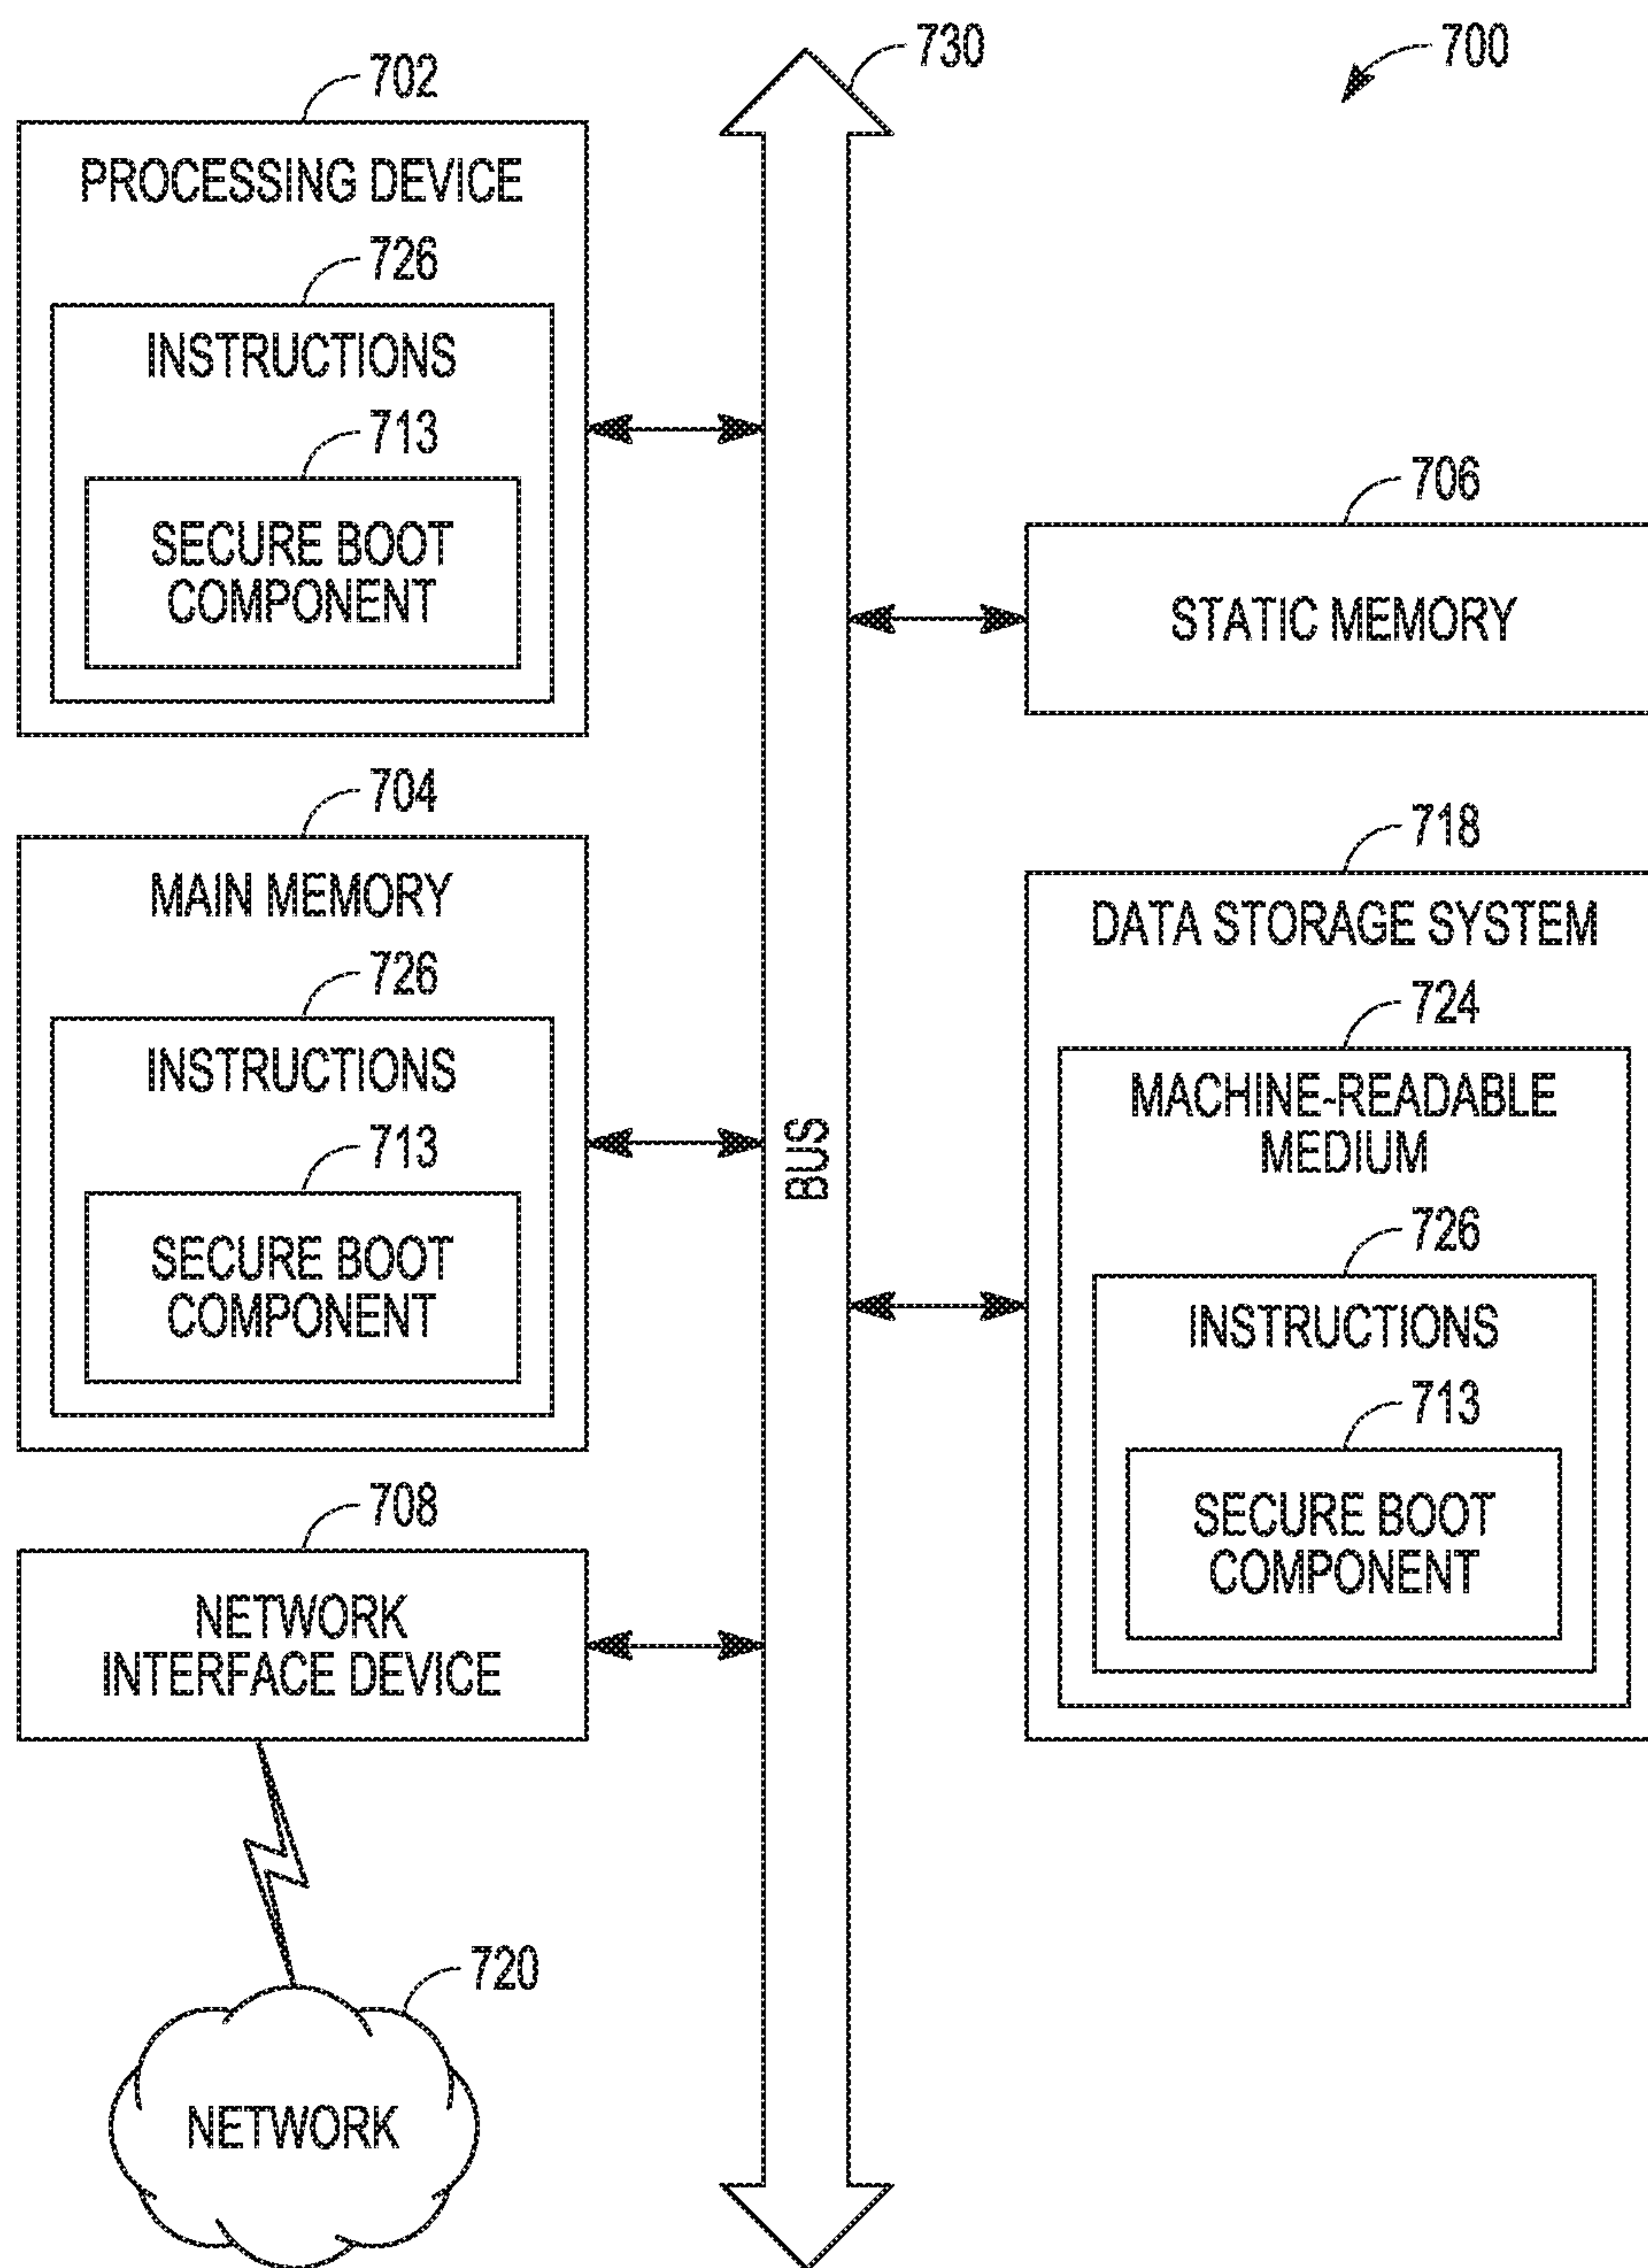 730
700
702
PROCESSING DEVICE
726
INSTRUCTIONS
713
SECURE BOOT
COMPONENT
706
STATIC MEMORY
704
MAIN MEMORY
726
INSTRUCTIONS
713
SECURE BOOT
COMPONENT
BUS
718
DATA STORAGE SYSTEM
724
MACHINE-READABLE
MEDIUM
726
INSTRUCTIONS
713
SECURE BOOT
COMPONENT
708
NETWORK
INTERFACE DEVICE
720
NETWORK